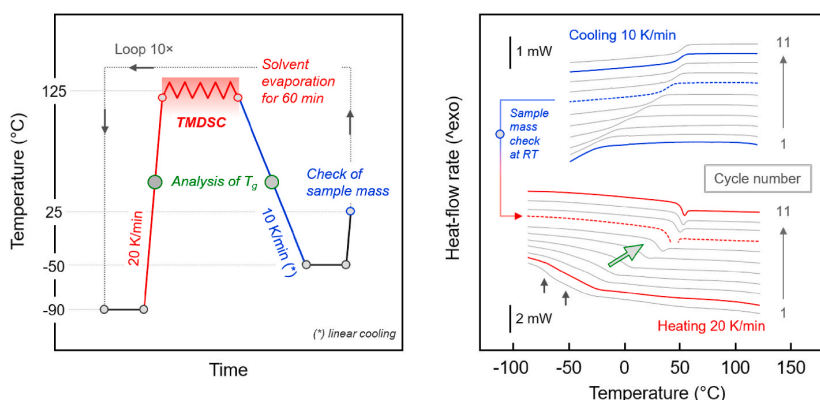 Loop 10×
Solvent
evaporation
for 60 min
125
TMDSC
Analysis of Tg
Check of
sample mass
25
20 K/min
10 K/min (*)
-50
-90
(*) linear cooling
Temperature (°C)
Time
1 mW
Cooling 10 K/min
11
Sample
mass
check
at RT
1
Cycle number
11
1
2 mW
Heating 20 K/min
Heat-flow rate (^exo)
-100
-50
0
50
100
150
Temperature (°C)